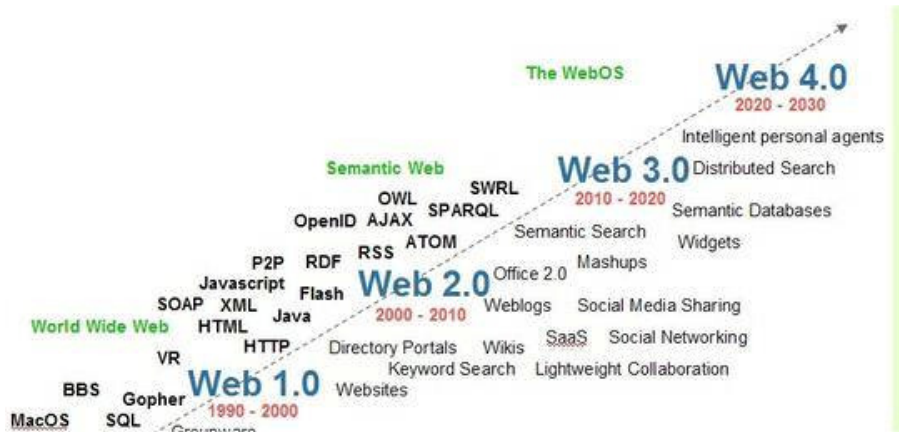 The WebOS
Web 4.0
2020 - 2030
Intelligent personal agents
Semantic Web
Web 3.0
Distributed Search
SWRL
2010 - 2020
OWL
SPARQL
Semantic Databases
OpenID
AJAX
Semantic Search
ATOM
Widgets
RSS
P2P
RDF
Mashups
Office 2.0
Javascript
Web 2.0
Flash
SOAP
XML
Weblogs
Social Media Sharing
2000 - 2010
Java
World Wide Web
HTML
SaaS
Social Networking
HTTP
Directory Portals
Wikis
VR
Keyword Search
Lightweight Collaboration
Web 1.0
BBS
Websites
Gopher
1990 - 2000
MacOS
SQL
Groupware